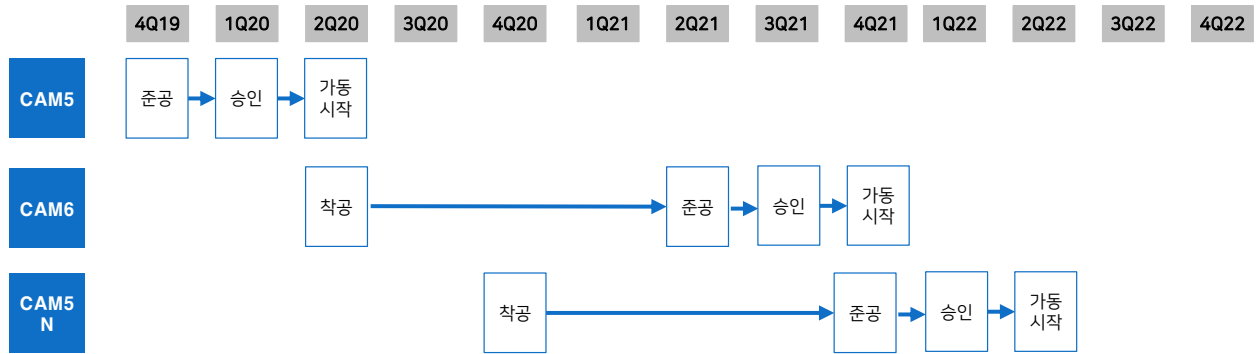 4Q19 1Q20 2Q20 3Q20 4Q20 1Q21 2Q21 3Q21 4Q21 1Q22 2Q22 3Q22 4Q22
CAM5 준공 승인 가동
시작
CAM6 착공 준공 승인 가동
시작
CAM5
N 착공 준공 승인 가동
시작